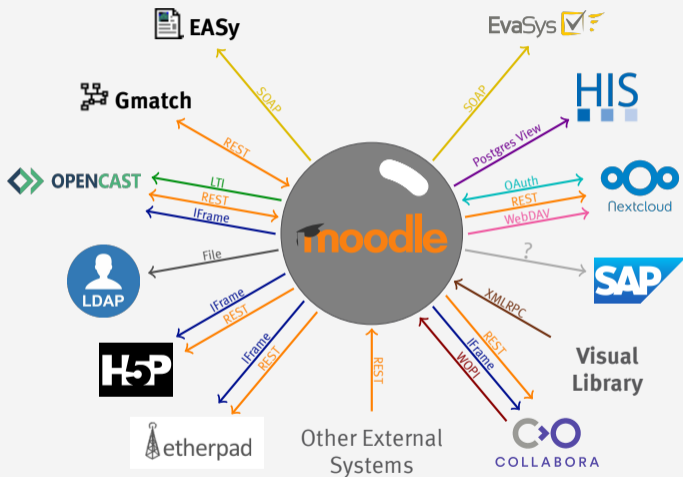 EASy
EvaSys
SOAP
SOAP
Gmatch
HIS
REST
Postgres View
OPENCAST
LTI
REST
IFrame
OAuth
REST
WebDAV
Nextcloud
moodle
File
?
LDAP
SAP
IFrame
REST
XMLRPC
H5P
IFrame
REST
REST
IFrame
WOPI
Visual
Library
REST
etherpad
Other External
Systems
COLLABORA